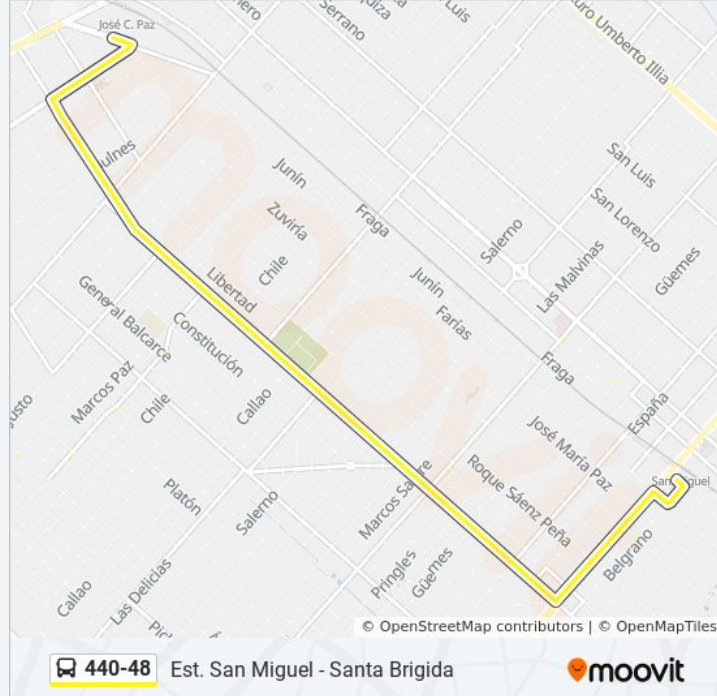 José C. Paz
Serrano
Luis
uro Umberto Illia
ulnes
Junín
Zuviría
Fraga
San Luis
San Lorenzo
Salerno
Chile
Junín
Las Malvinas
Güemes
Libertad
General Balcarce
Constitución
Farías
Fraga
Marcos Paz
Chile
Callao
España
José María Paz
Roque Sáenz Peña
San Miguel
Platón
Salerno
Marcos Sastre
Belgrano
Pringles
Güemes
Callao
Las Delicias
© OpenStreetMap contributors | © OpenMapTiles
440-48 Est. San Miguel - Santa Brigida
moovit